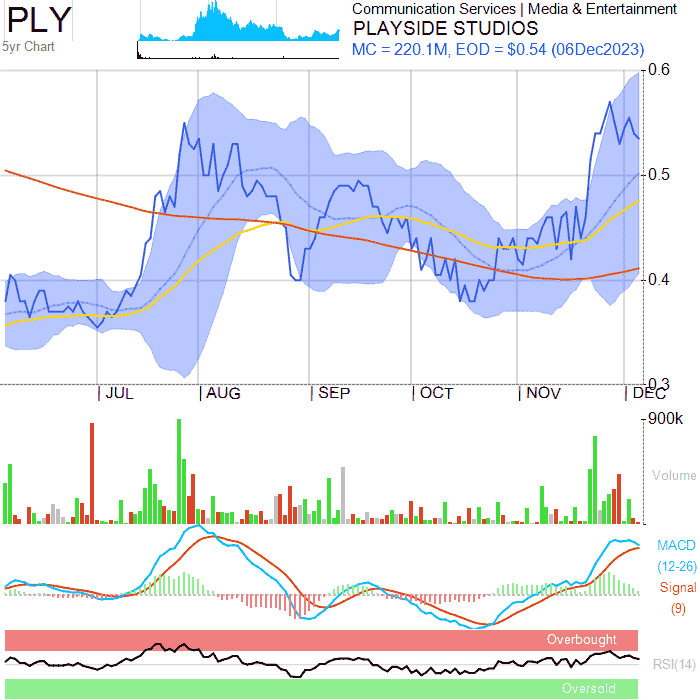 PLY
5yr Chart
Communication Services | Media & Entertainment
PLAYSIDE STUDIOS
MC = 220.1M, EOD = $0.54 (06Dec2023)
0.6
0.5
0.4
0.3
JUL AUG SEP OCT NOV DEC
900k
Volume
MACD
(12-26)
Signal
(9)
Overbought
RSI(14)
Oversold